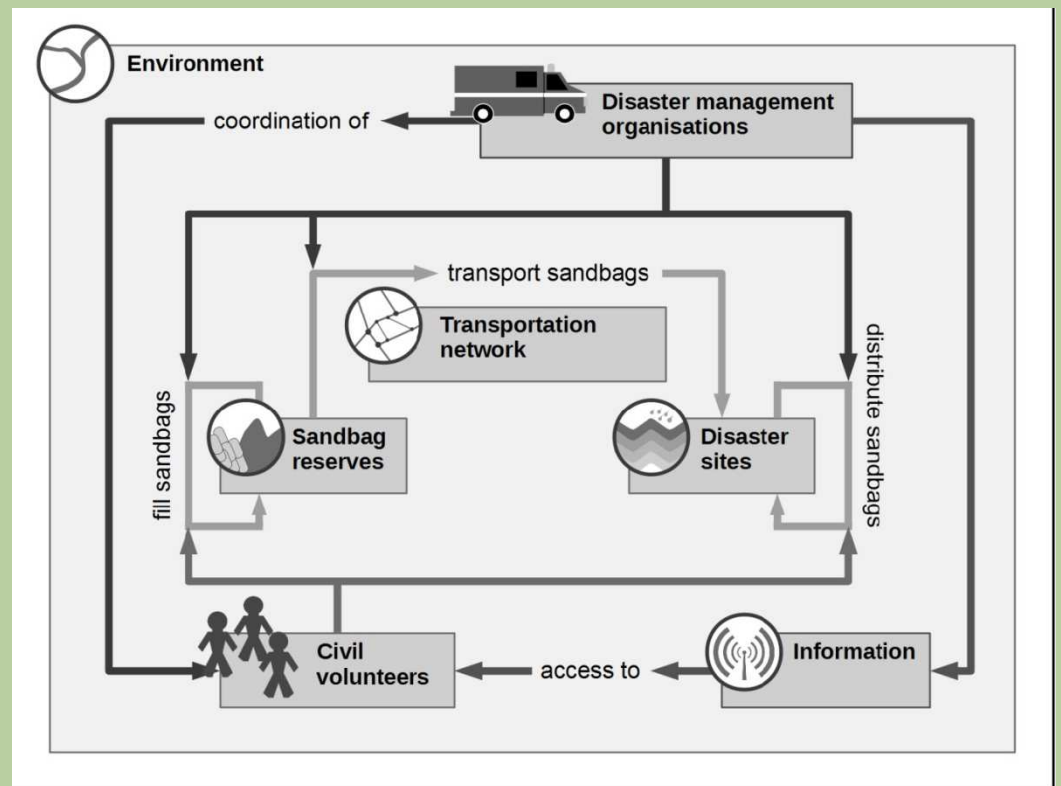 Environment
coordination of
Disaster management
organisations
transport sandbags
Transportation
network
fill sandbags
Sandbag
reserves
Disaster
sites
distribute sandbags
Civil
volunteers
access to
Information